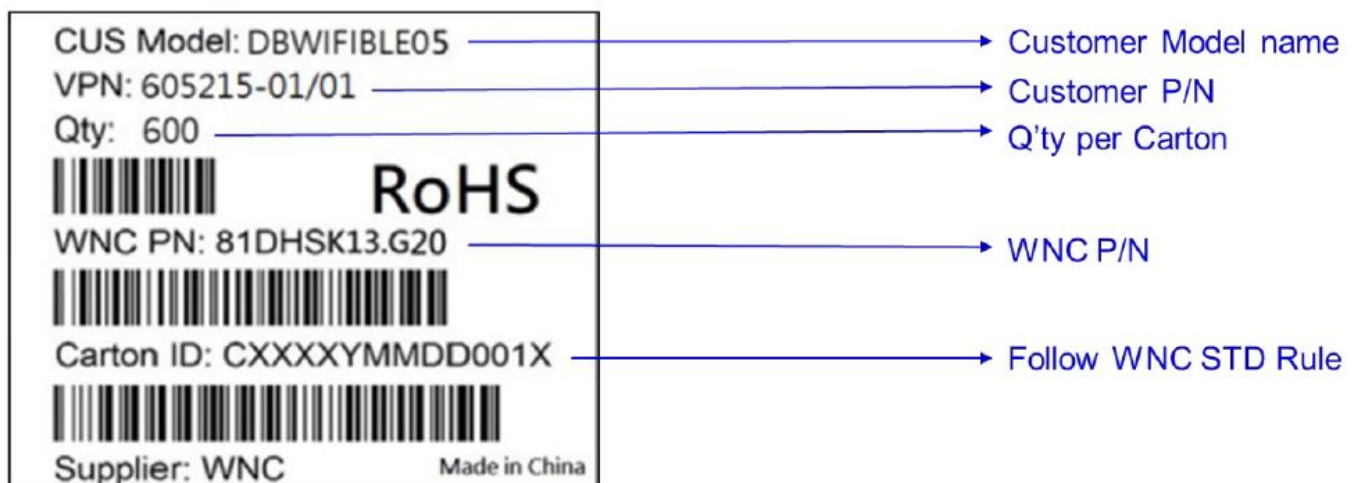 CUS Model: DBWIFIBLE05
Customer Model name
VPN: 605215-01/01
Customer P/N
Qty: 600
Q'ty per Carton
RoHS
WNC PN: 81DHSK13.G20
WNC P/N
Carton ID: CXXXXYMMDD001X
Follow WNC STD Rule
Supplier: WNC
Made in China